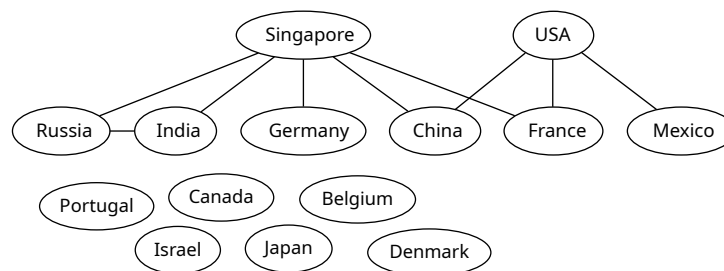 Singapore
USA
Russia
India
Germany
China
France
Mexico
Portugal
Canada
Belgium
Israel
Japan
Denmark